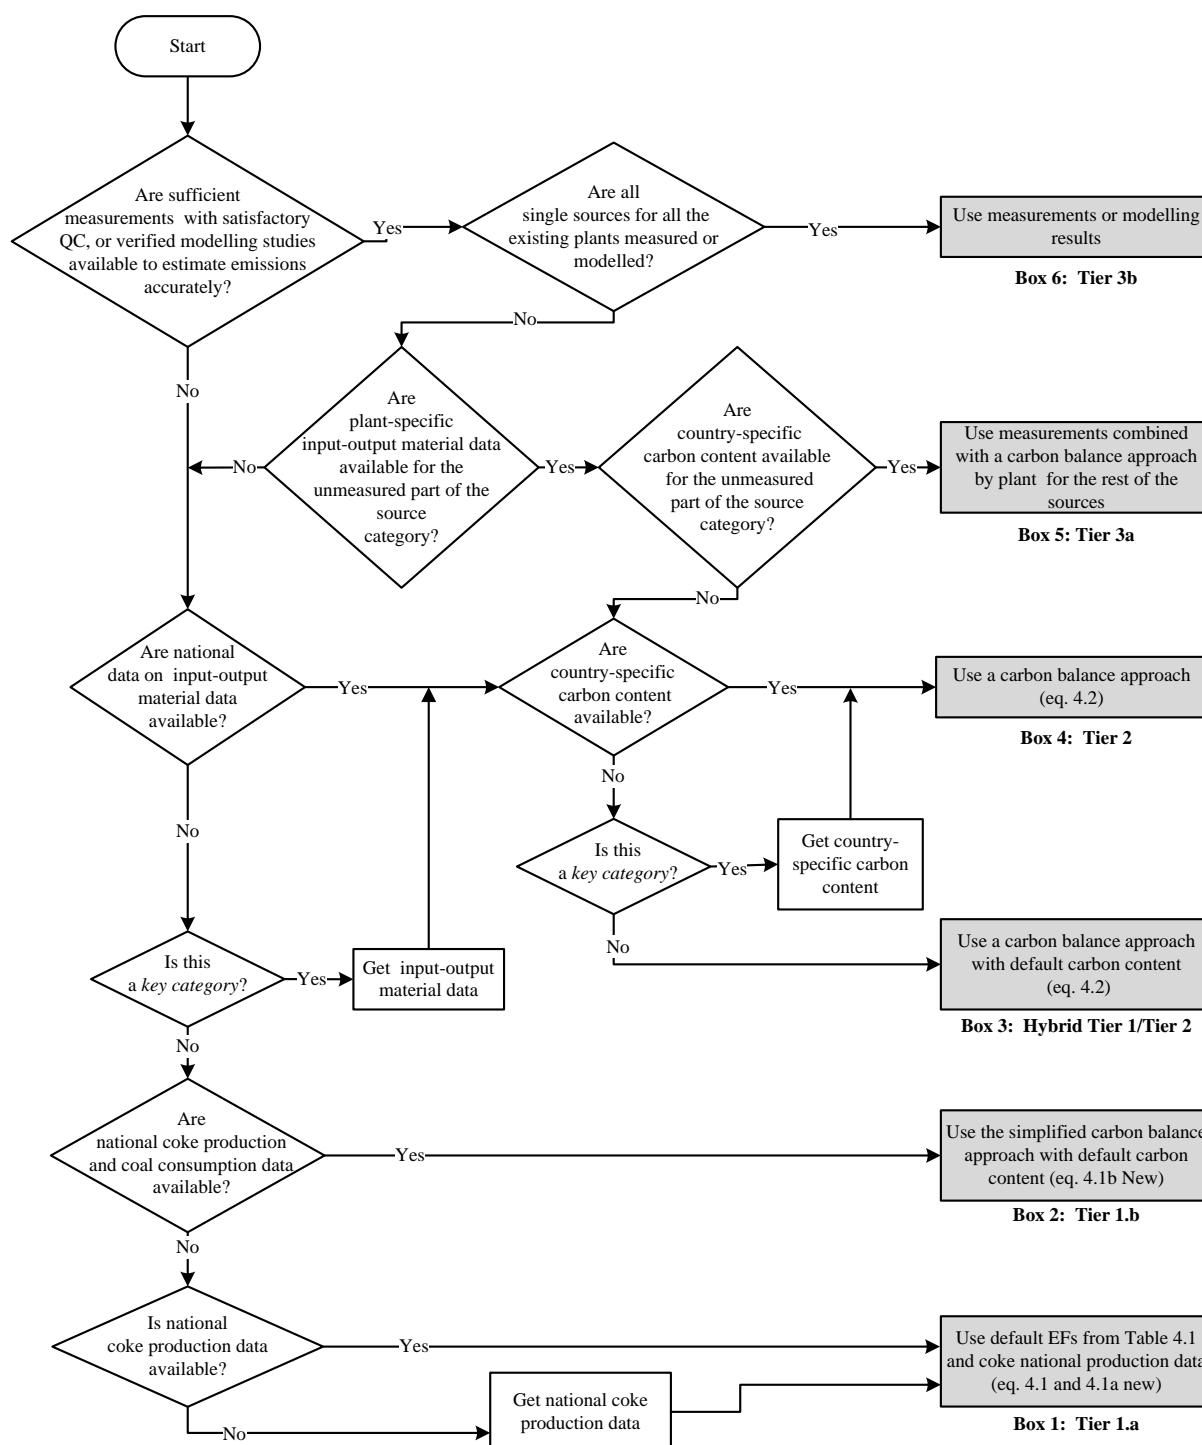 Start
Are sufficient
measurements with satisfactory
QC, or verified modelling studies
available to estimate emissions
accurately?
Yes
Are all
single sources for all the
existing plants measured or
modelled?
Yes
Use measurements or modelling
results
Box 6: Tier 3b
No
No
Are
plant-specific
input-output material data
available for the
unmeasured part of the
source
category?
No
Yes
Are
country-specific
carbon content available
for the unmeasured
part of the source
category?
Yes
Use measurements combined
with a carbon balance approach
by plant for the rest of the
sources
Box 5: Tier 3a
No
Are national
data on input-output
material data
available?
Yes
Are
country-specific
carbon content
available?
Yes
Use a carbon balance approach
(eq. 4.2)
Box 4: Tier 2
No
No
Is this
a key category?
Yes
Get country-
specific carbon
content
No
Use a carbon balance approach
with default carbon content
(eq. 4.2)
Box 3: Hybrid Tier 1/Tier 2
Is this
a key category?
Yes
Get input-output
material data
No
Are
national coke production
and coal consumption data
available?
Yes
Use the simplified carbon balance
approach with default carbon
content (eq. 4.1b New)
Box 2: Tier 1.b
No
Is national
coke production data
available?
Yes
Use default EFs from Table 4.1
and coke national production data
(eq. 4.1 and 4.1a new)
Box 1: Tier 1.a
No
Get national coke
production data